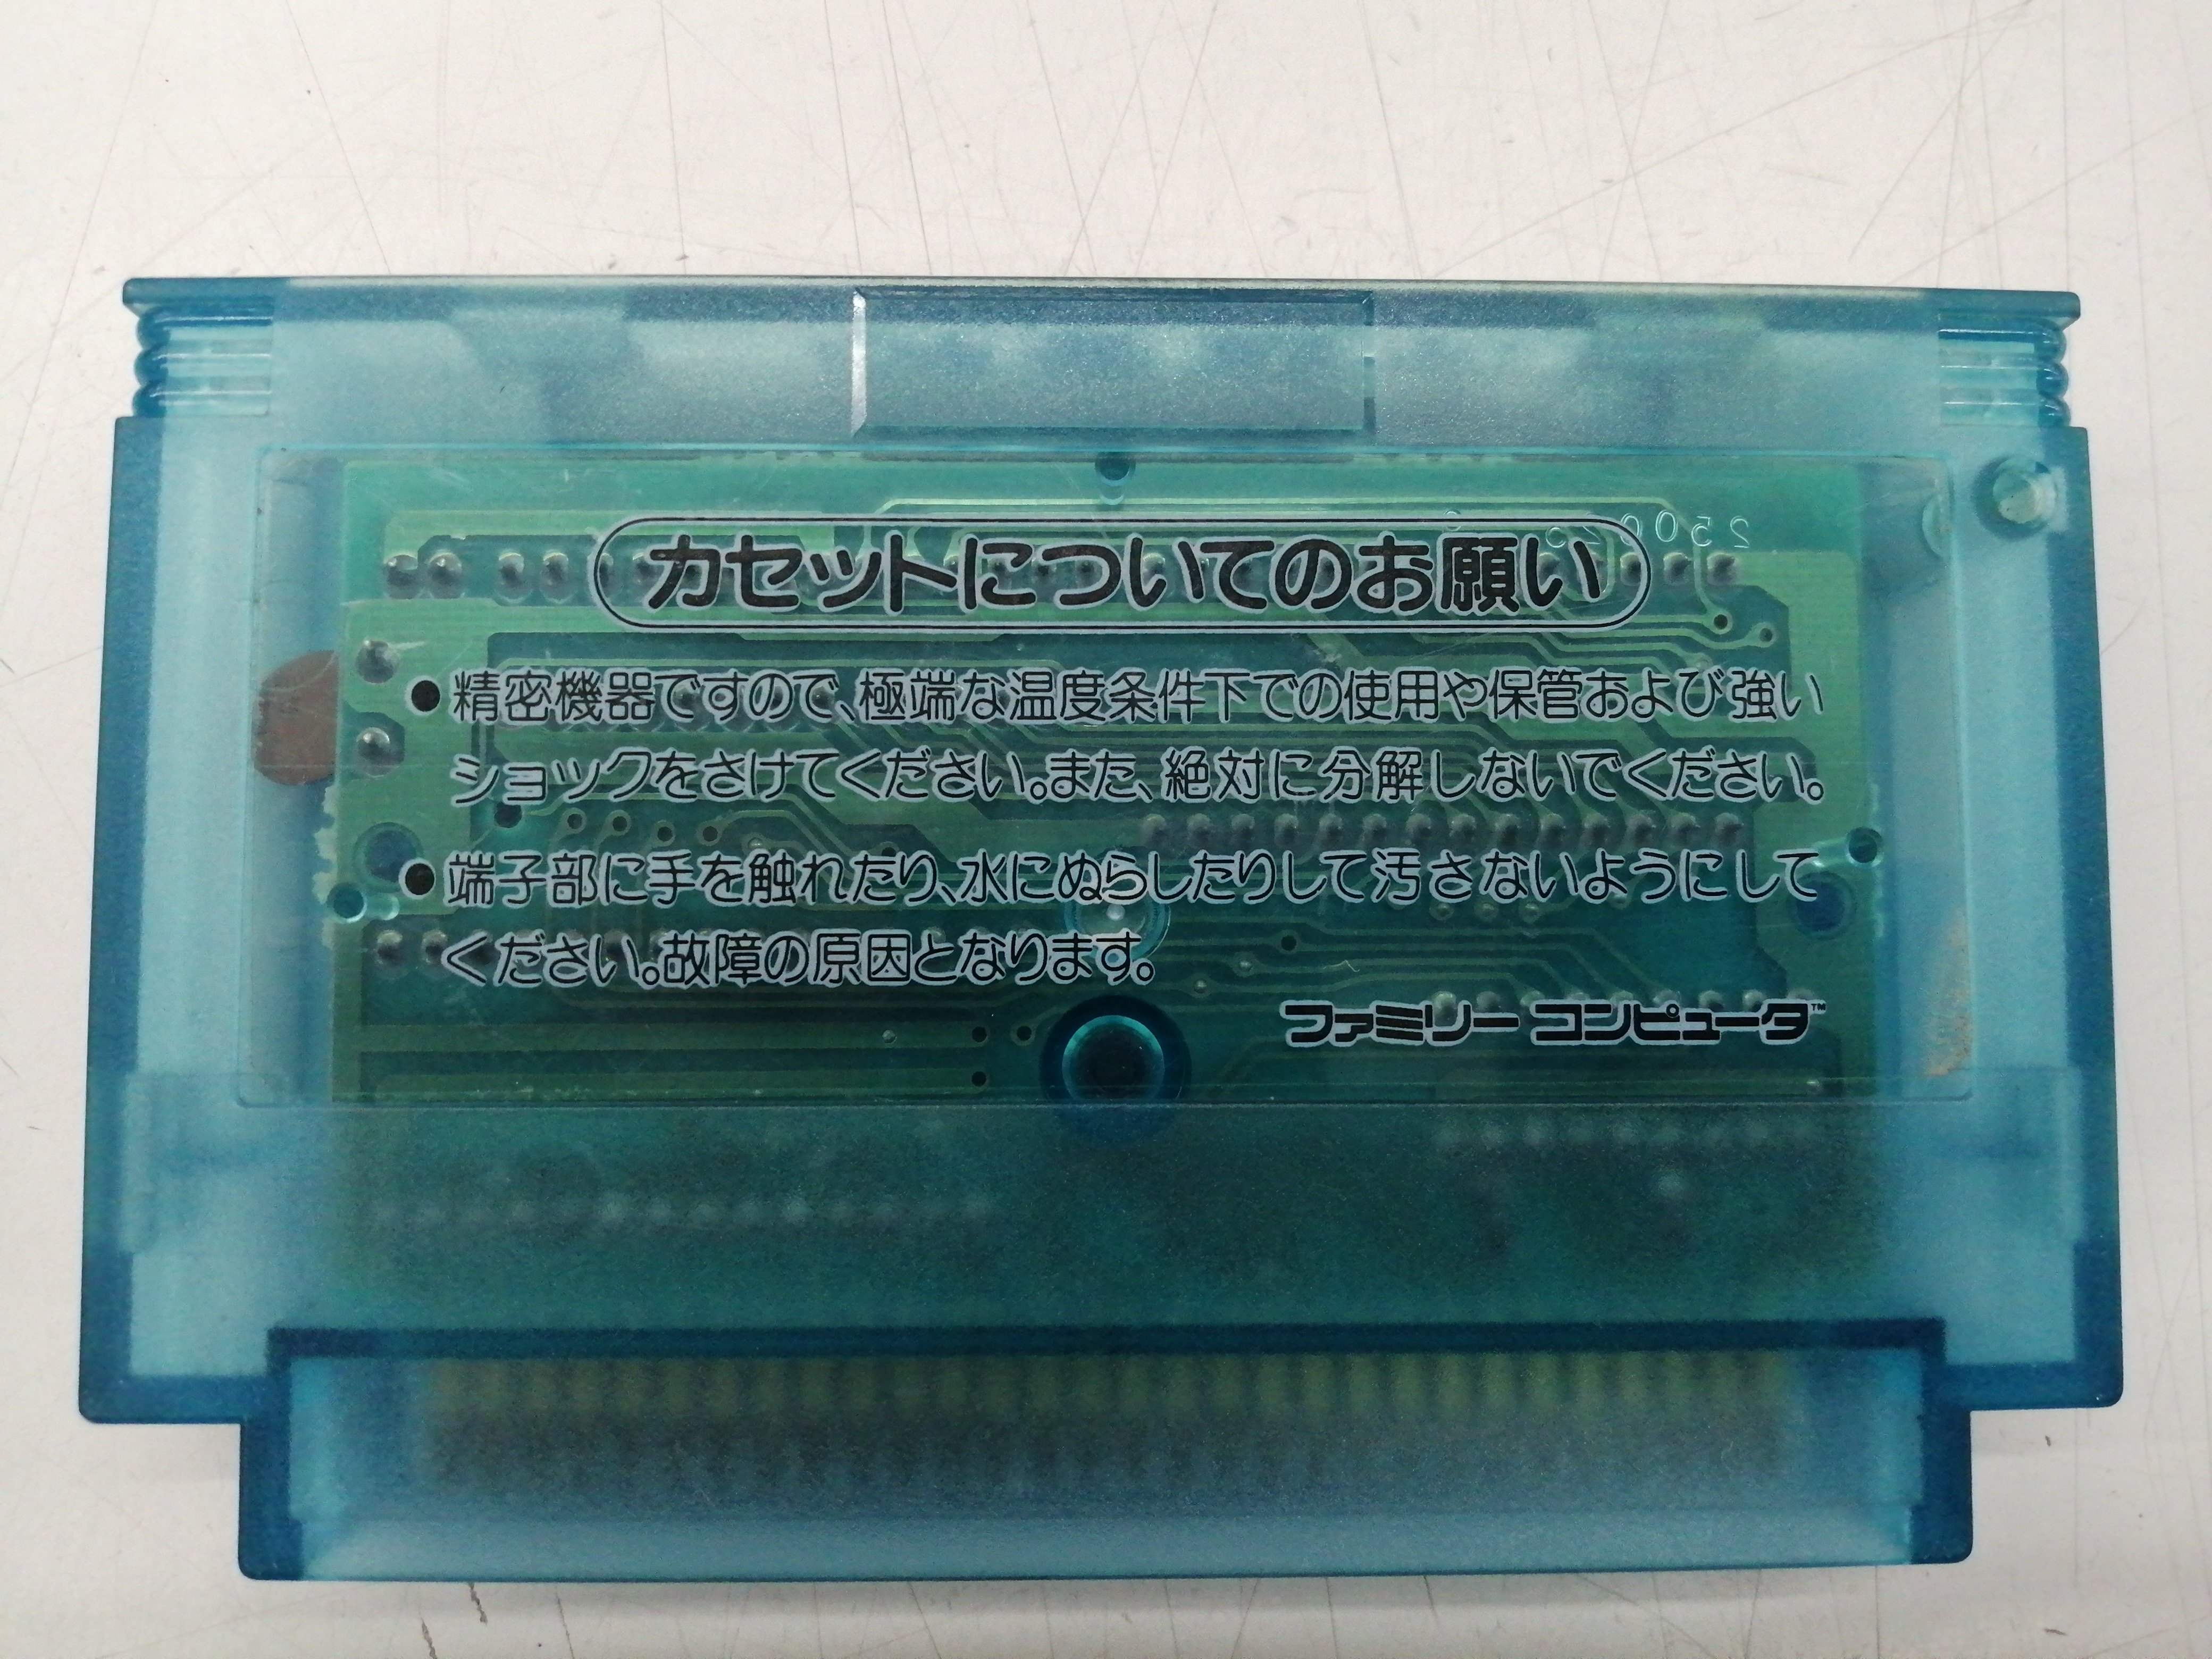 カセットについてのお願い
●精密機器ですので、極端な温度条件下での使用や保管および強い
ショックをさけてください。また、絶対に分解しないでください。
●端子部に手を触れたり、水にぬらしたりして汚さないようにして
ください。故障の原因となります。
ファミリー コンピュータ™